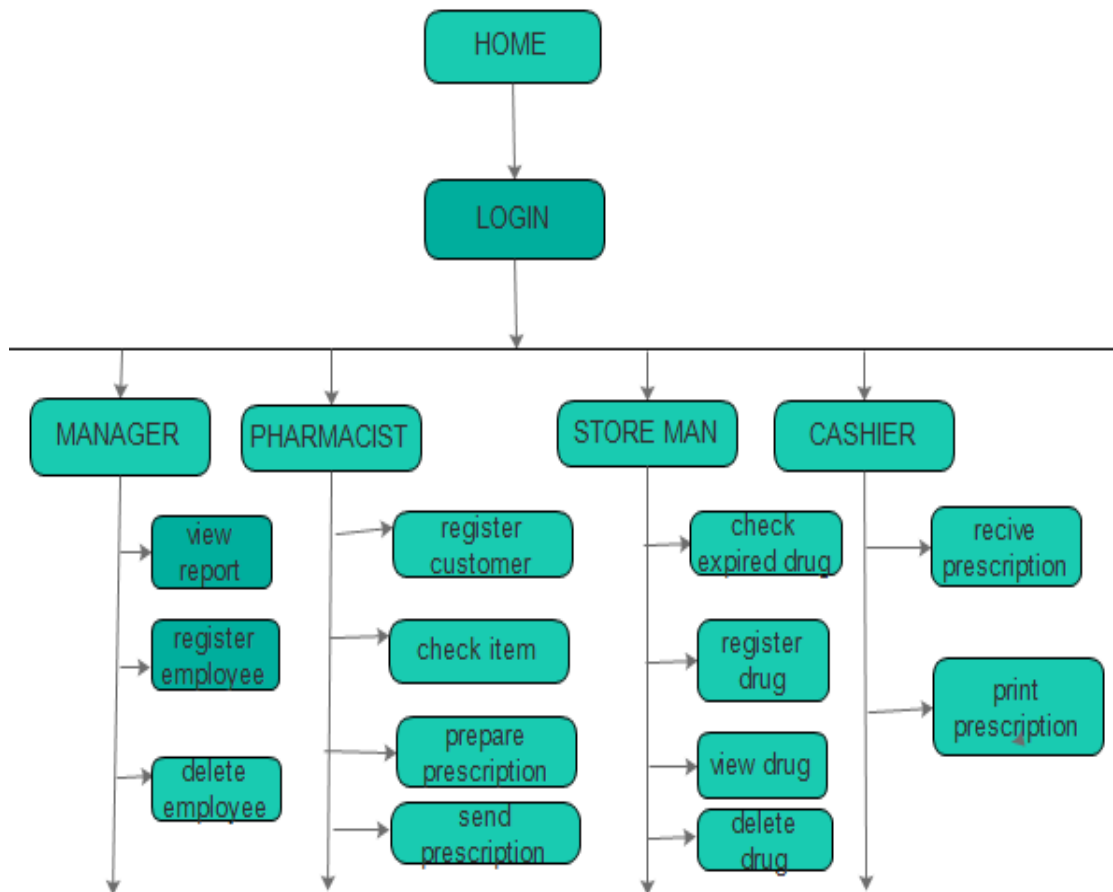 HOME
LOGIN
MANAGER
PHARMACIST
STORE MAN
CASHIER
view
report
register
employee
delete
employee
register
customer
check item
prepare
prescription
send
prescription
check
expired drug
register
drug
view drug
delete
drug
recive
prescription
print
prescription